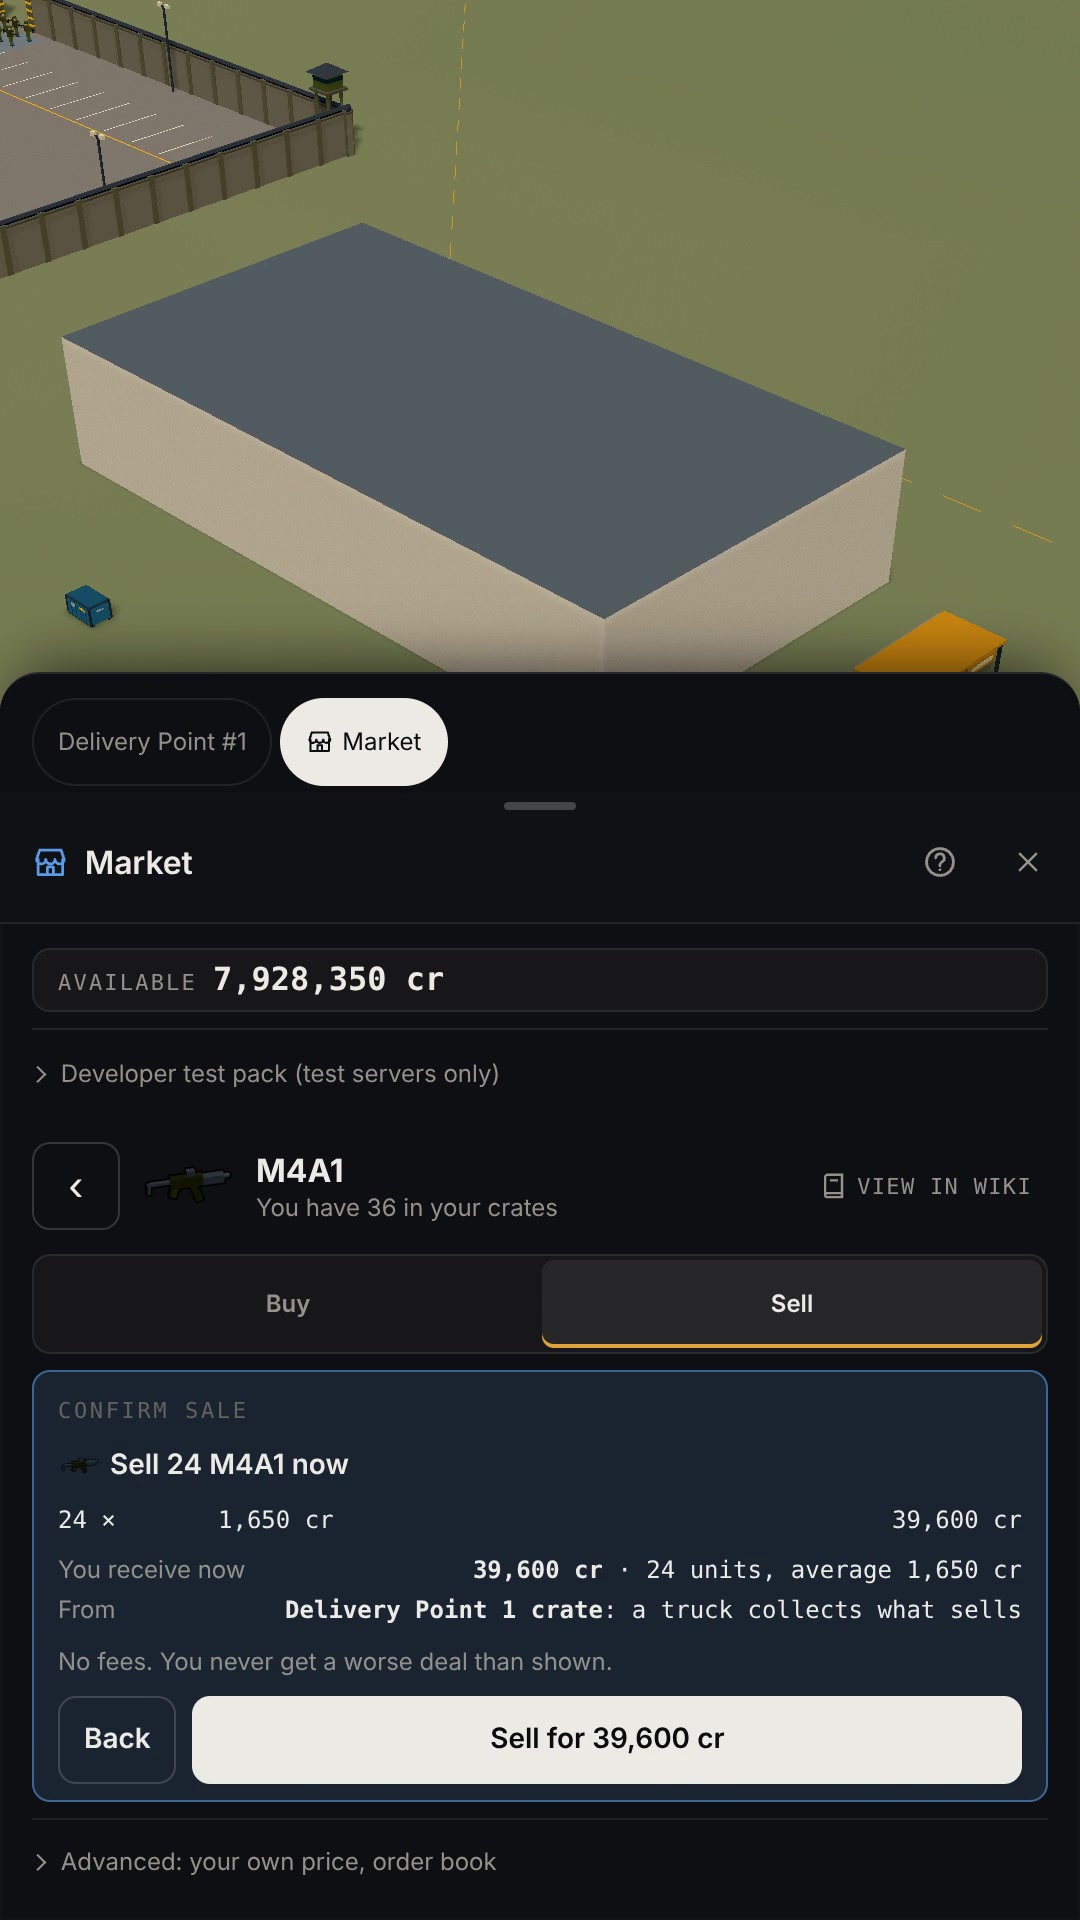 Delivery Point #1
Market
Market
AVAILABLE 7,928,350 cr
Developer test pack (test servers only)
M4A1
You have 36 in your crates
VIEW IN WIKI
Buy
Sell
CONFIRM SALE
Sell 24 M4A1 now
24 × 1,650 cr 39,600 cr
You receive now 39,600 cr · 24 units, average 1,650 cr
From Delivery Point 1 crate: a truck collects what sells
No fees. You never get a worse deal than shown.
Back
Sell for 39,600 cr
Advanced: your own price, order book